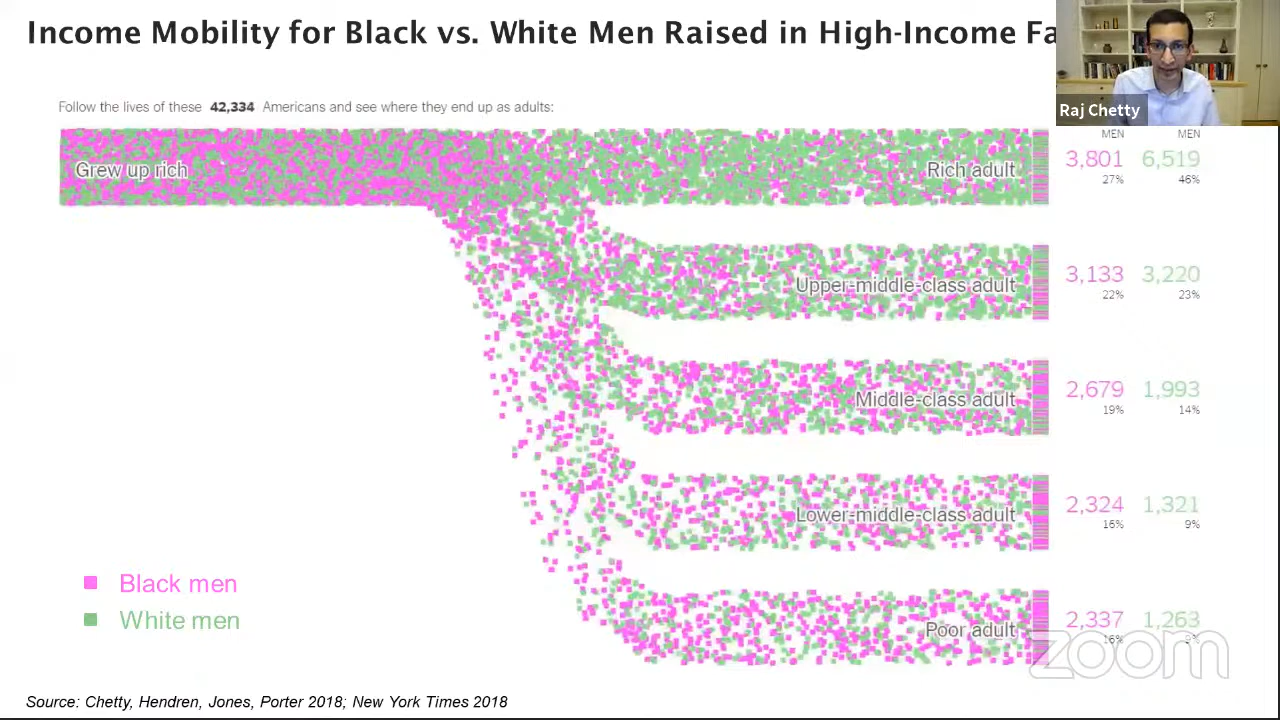 Income Mobility for Black vs. White Men Raised in High-Income Fa
Raj Chetty
Follow the lives of these 42,334 Americans and see where they end up as adults:
MEN MEN
Grew up rich
Rich adult
3,801 6,519
27% 46%
Upper-middle-class adult
3,133 3,220
22% 23%
Middle-class adult
2,679 1,993
19% 14%
Lower-middle-class adult
2,324 1,321
16% 9%
Black men
White men
Poor adult
2,337 1,263
16% 9%
zoom
Source: Chetty, Hendren, Jones, Porter 2018; New York Times 2018